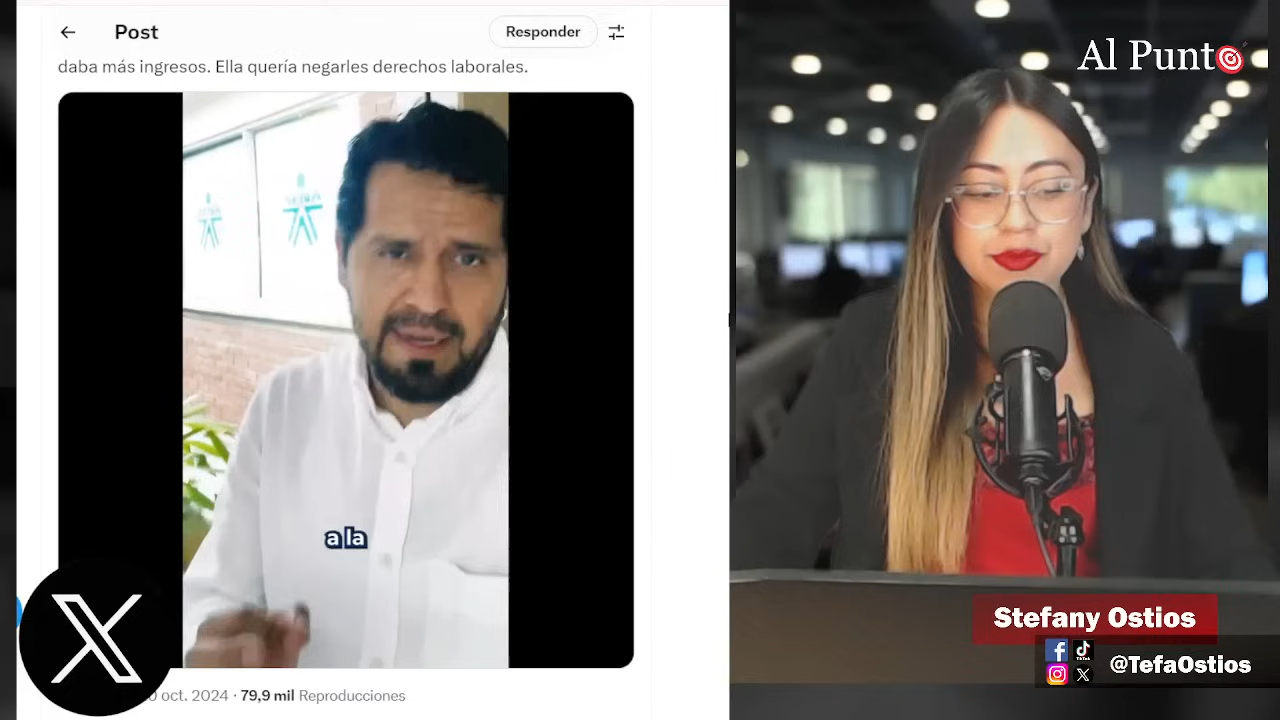 Post
Responder
daba más ingresos. Ella quería negarles derechos laborales.
a la
oct. 2024 · 79,9 mil Reproducciones
Al Punto
Stefany Ostios
@TefaOstios